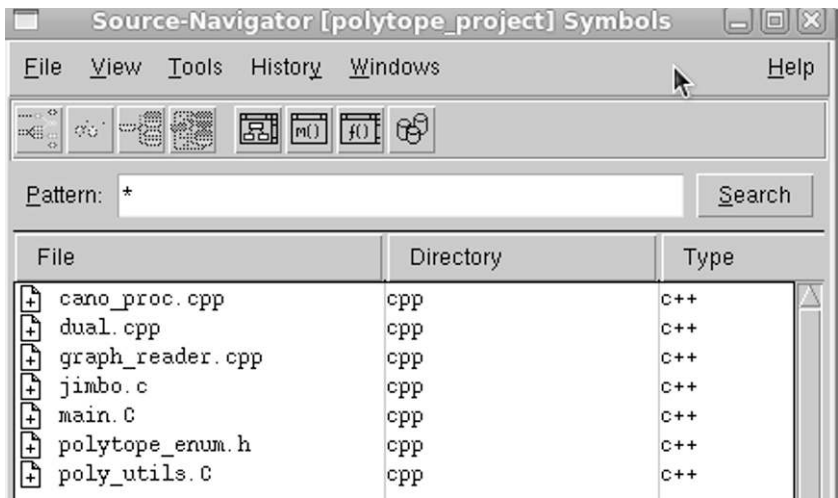 Source-Navigator [polytope_project] Symbols
File View Tools History Windows Help
m() f()
Pattern: * Search
File Directory Type
cano_proc.cpp cpp c++
dual.cpp cpp c++
graph_reader.cpp cpp c++
jimbo.c cpp c++
main.C cpp c++
polytope_enum.h cpp c++
poly_utils.C cpp c++